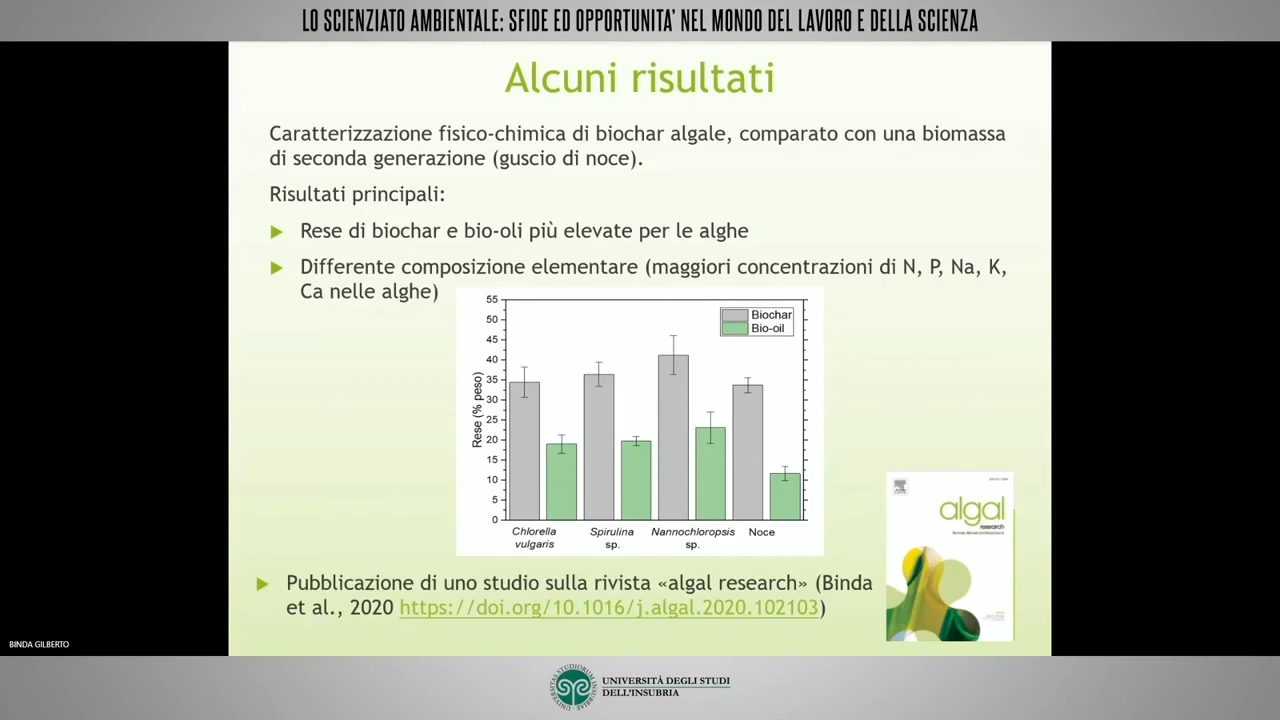 LO SCIENZIATO AMBIENTALE: SFIDE ED OPPORTUNITA' NEL MONDO DEL LAVORO E DELLA SCIENZA
Alcuni risultati
Caratterizzazione fisico-chimica di biochar algale, comparato con una biomassa
di seconda generazione (guscio di noce).
Risultati principali:
Rese di biochar e bio-oli più elevate per le alghe
Differente composizione elementare (maggiori concentrazioni di N, P, Na, K,
Ca nelle alghe)
Rese (% peso)
55
50
45
40
35
30
25
20
15
10
5
0
Biochar
Bio-oil
Chlorella
vulgaris
Spirulina
sp.
Nannochloropsis
sp.
Noce
algal
research
Pubblicazione di uno studio sulla rivista «algal research» (Binda
et al., 2020 https://doi.org/10.1016/j.algal.2020.102103)
BINDA GILBERTO
UNIVERSITÀ DEGLI STUDI
DELL'INSUBRIA